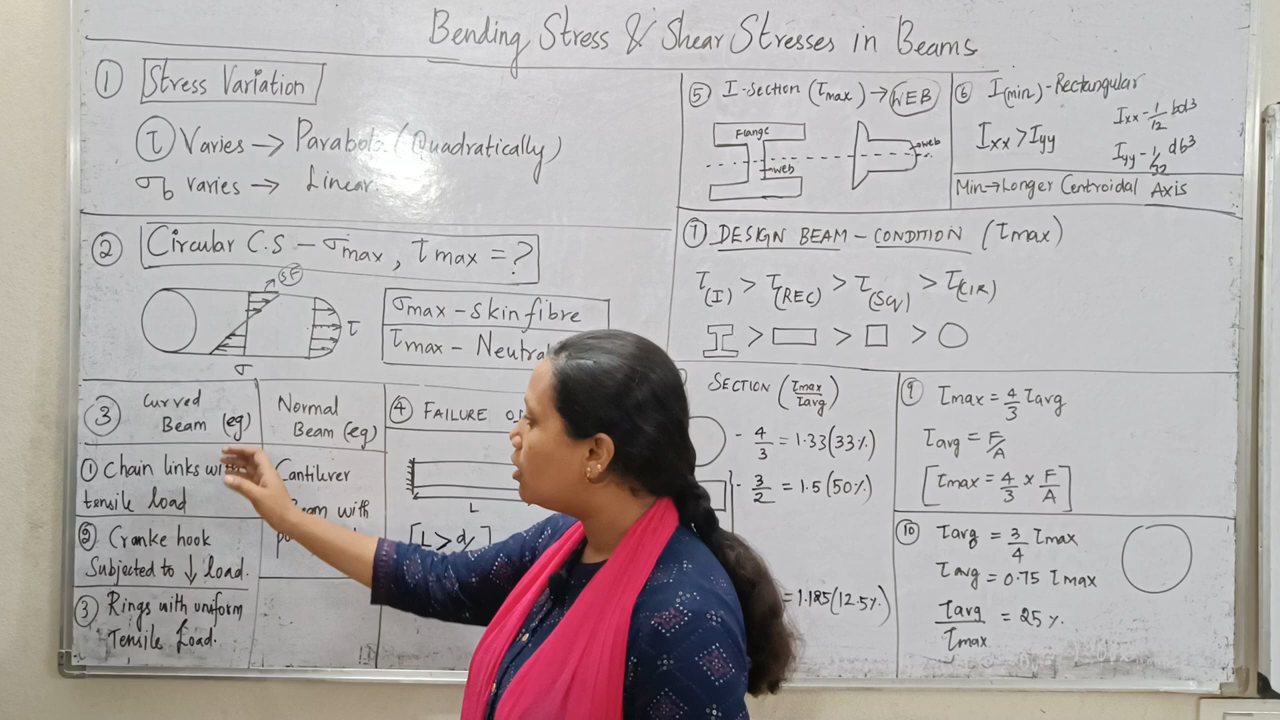 Bending Stress & Shear Stresses in Beams
① Stress Variation
τ Varies → Parabola (Quadratically)
σb varies → Linear
② Circular C.S - σmax, τmax = ?
SF
τ
σ
σmax - skin fibre
τmax - Neutral
③ Curved Beam (eg)
① Chain links with
tensile load
② Cranke hook
Subjected to ↓ load.
③ Rings with uniform
Tensile Load.
Normal
Beam (eg)
Cantilever
Beam with
④ FAILURE
L
[L > d/ ]
⑤ I-Section (τmax) → WEB
Flange
web
web
⑥ I(min) - Rectangular
Ixx > Iyy
Ixx - 1/12 bd3
Iyy - 1/32 db3
Min → Longer Centroidal Axis
⑦ DESIGN BEAM - CONDITION (τmax)
τ(I) > τ(REC) > τ(SQ) > τ(CIR)
> > >
SECTION (τmax/τavg)
- 4/3 = 1.33 (33%)
- 3/2 = 1.5 (50%)
= 1.185 (12.5%)
⑨ τmax = 4/3 τavg
τavg = F/A
[τmax = 4/3 x F/A]
⑩ τavg = 3/4 τmax
τavg = 0.75 τmax
τavg/τmax = 25%.